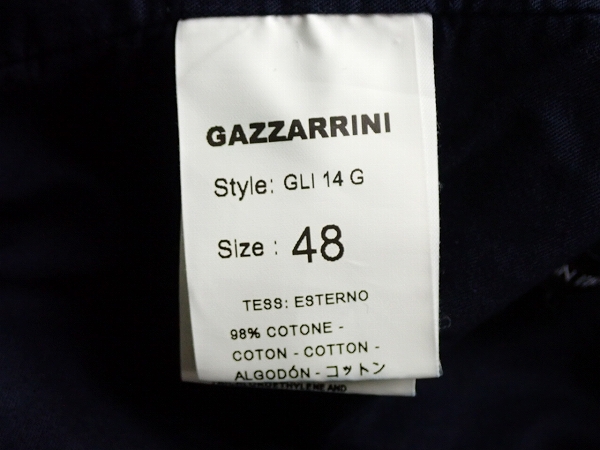 GAZZARRINI
Style: GLI 14 G
Size : 48
TESS: ESTERNO
98% COTONE -
COTON - COTTON -
ALGODÓN - コットン